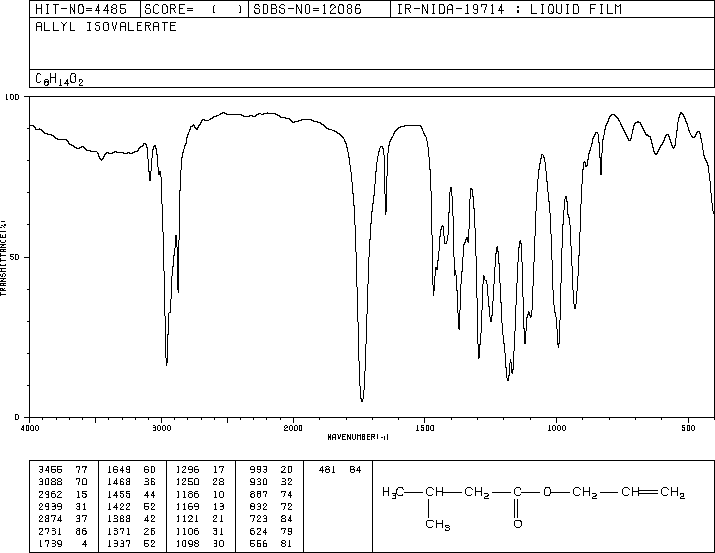 HIT-NO=4485 SCORE= ( ) SDBS-NO=12086 IR-NIDA-19714 : LIQUID FILM
ALLYL ISOVALERATE
C8H14O2
100
TRANSMITTANCE(%)
50
0
4000 3000 2000 1500 1000 500
WAVENUMBER(-1)
3466 77 1649 60 1296 17 993 20 481 84
3088 70 1468 36 1250 28 930 32
2962 15 1455 44 1186 10 887 74
2939 31 1422 52 1169 13 832 72
2874 37 1388 42 1121 21 723 84
2731 86 1371 26 1106 31 624 79
1739 4 1337 52 1098 30 566 81
H3C CH CH2 C O CH2 CH CH2
CH3 O